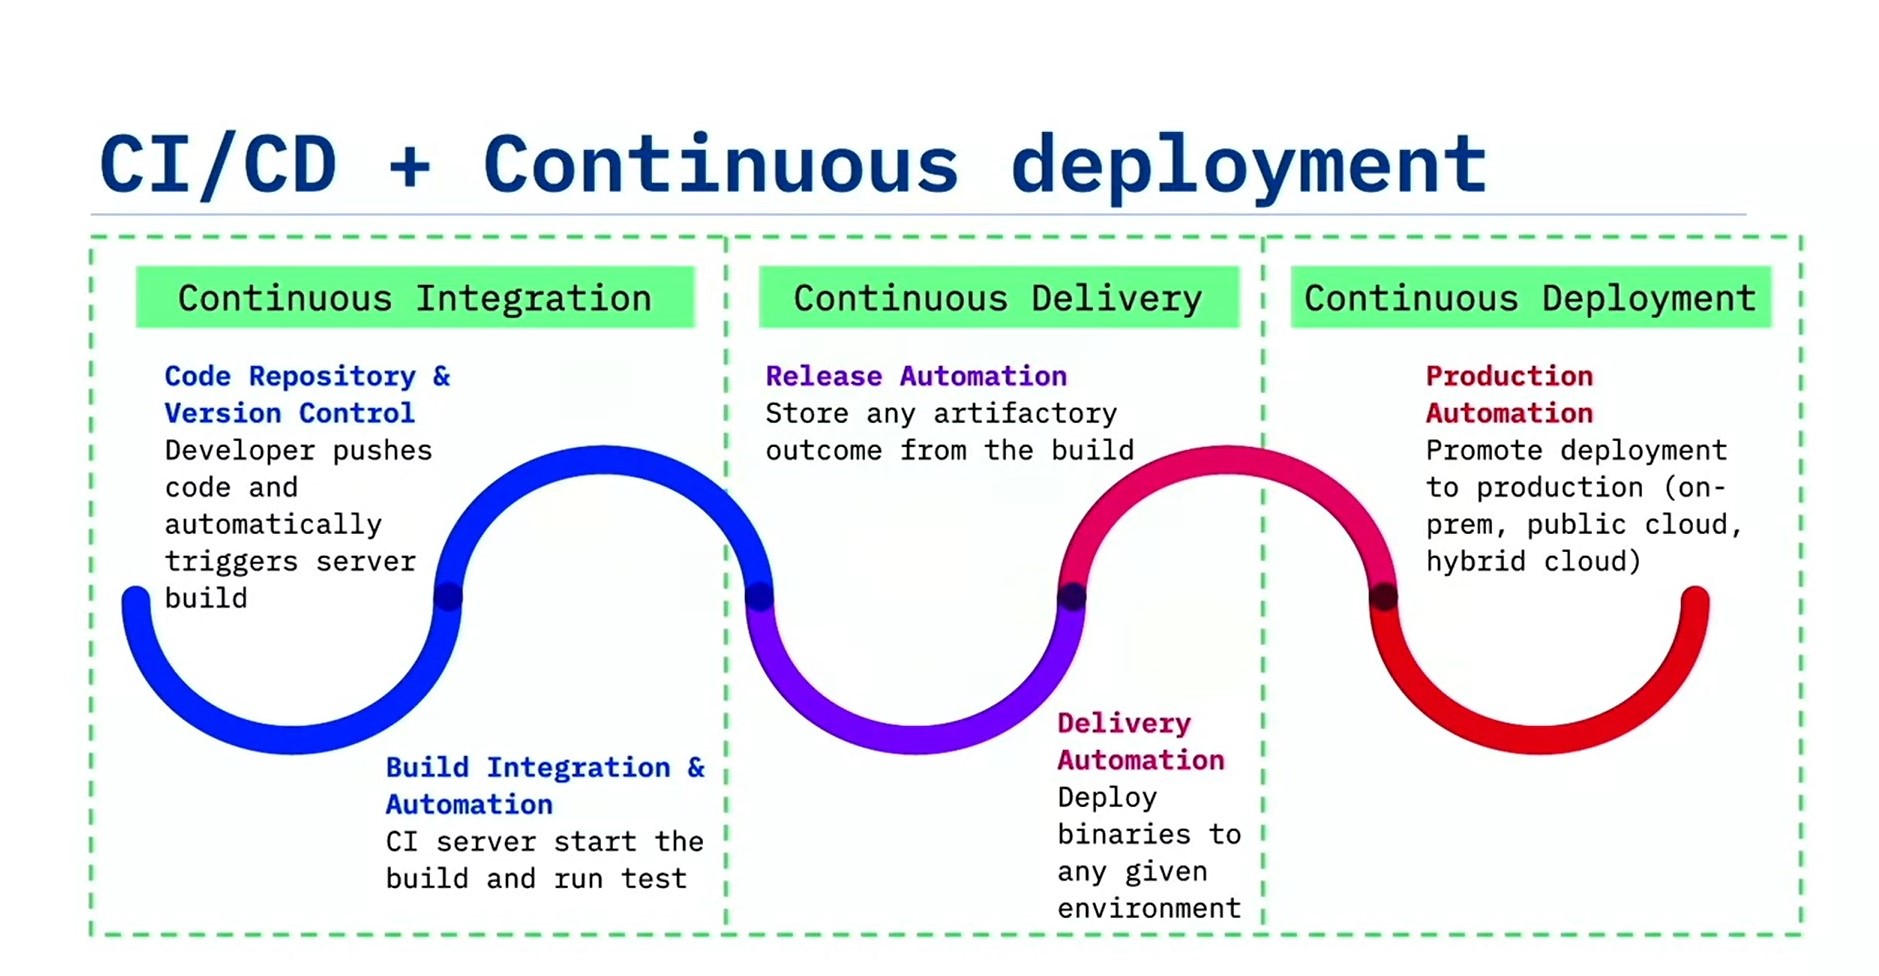 CI/CD + Continuous deployment
Continuous Integration
Code Repository &
Version Control
Developer pushes
code and
automatically
triggers server
build
Build Integration &
Automation
CI server start the
build and run test
Continuous Delivery
Release Automation
Store any artifactory
outcome from the build
Delivery
Automation
Deploy
binaries to
any given
environment
Continuous Deployment
Production
Automation
Promote deployment
to production (on-
prem, public cloud,
hybrid cloud)